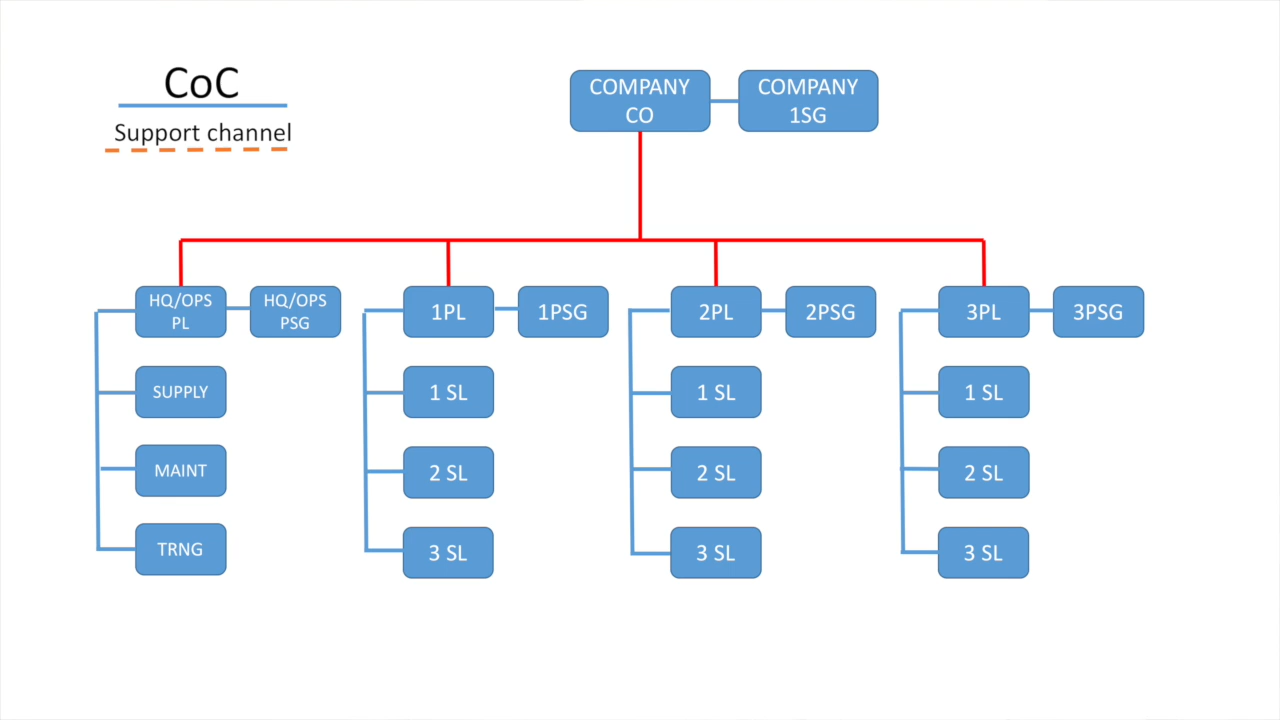 CoC
Support channel
COMPANY
CO
COMPANY
1SG
HQ/OPS
PL
HQ/OPS
PSG
1PL
1PSG
2PL
2PSG
3PL
3PSG
SUPPLY
1 SL
1 SL
1 SL
MAINT
2 SL
2 SL
2 SL
TRNG
3 SL
3 SL
3 SL